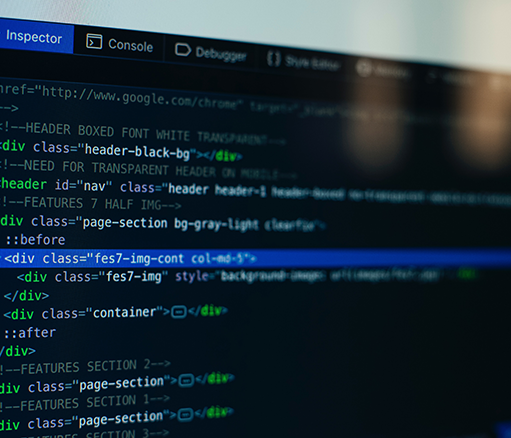 Inspector Console Debugger Style Editor
href="http://www.google.com/chrome" target="_blank"
-->
!--HEADER BOXED FONT WHITE TRANSPARENT--
div class="header-black-bg"></div>
!--NEED FOR TRANSPARENT HEADER ON MOBILE--
header id="nav" class="header header-1
!--FEATURES 7 HALF IMG-->
div class="page-section bg-gray-light clearfix">
::before
<div class="fes7-img-cont col-md-5">
<div class="fes7-img" style="background-image:
</div>
<div class="container"></div>
::after
/div>
!--FEATURES SECTION 2-->
div class="page-section"></div>
!--FEATURES SECTION 1-->
div class="page-section"></div>
!--FEATURES SECTION 3-->